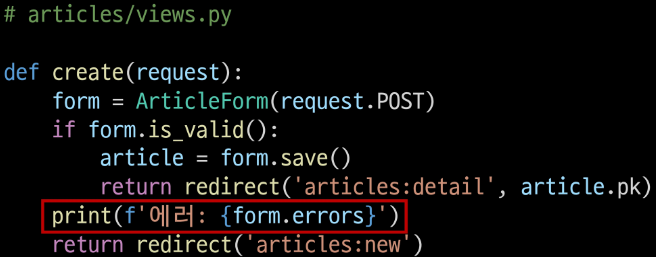 # articles/views.py
def create(request):
    form = ArticleForm(request.POST)
    if form.is_valid():
        article = form.save()
        return redirect('articles:detail', article.pk)
    print(f'에러: {form.errors}')
    return redirect('articles:new')